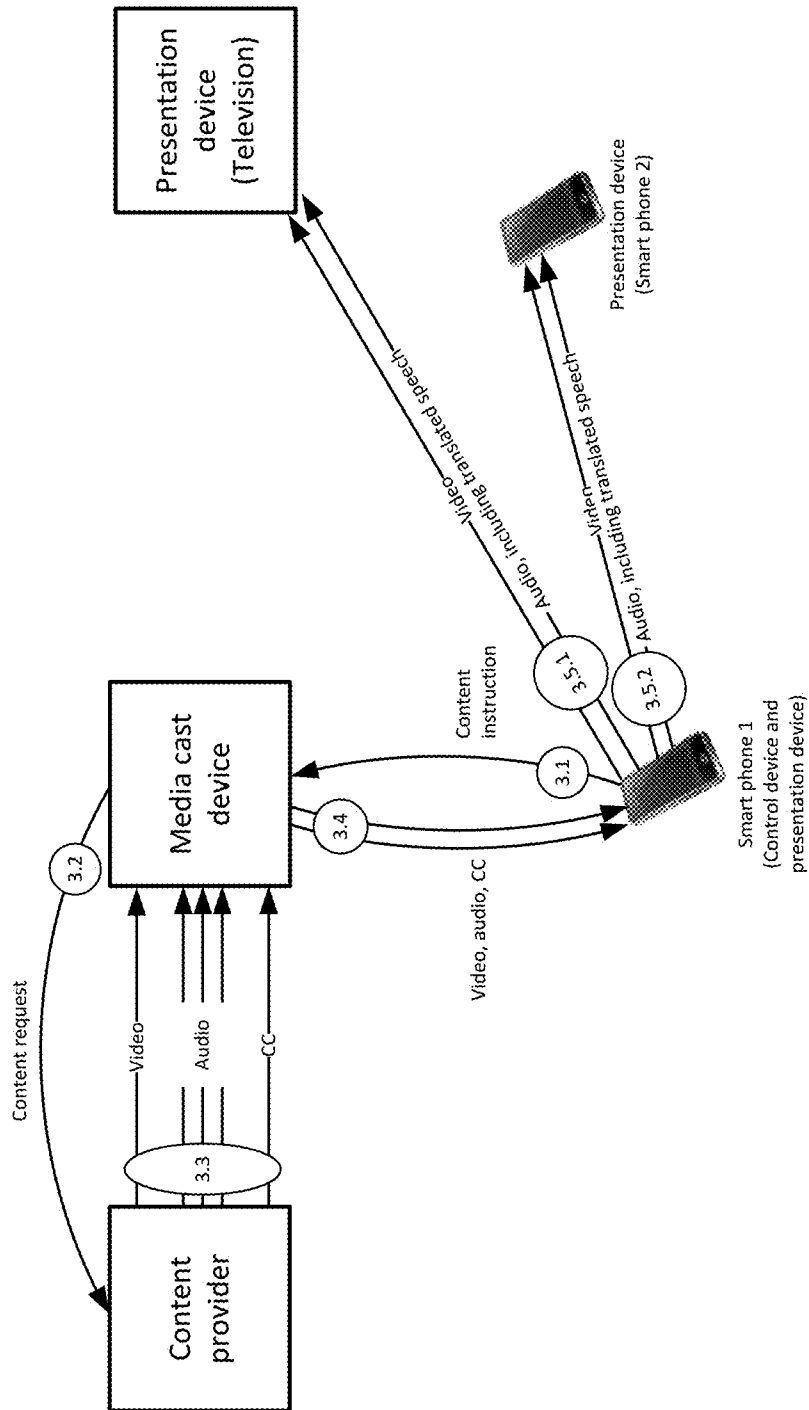 Content request
3.2
Content
provider
3.3
Video
Audio
CC
Media cast
device
3.4
Video, audio, CC
3.1
Content
instruction
Smart phone 1
(Control device and
presentation device)
3.5.1
Video
Audio, including translated speech
3.5.2
Video
Audio, including translated speech
Presentation
device
(Television)
Presentation device
(Smart phone 2)